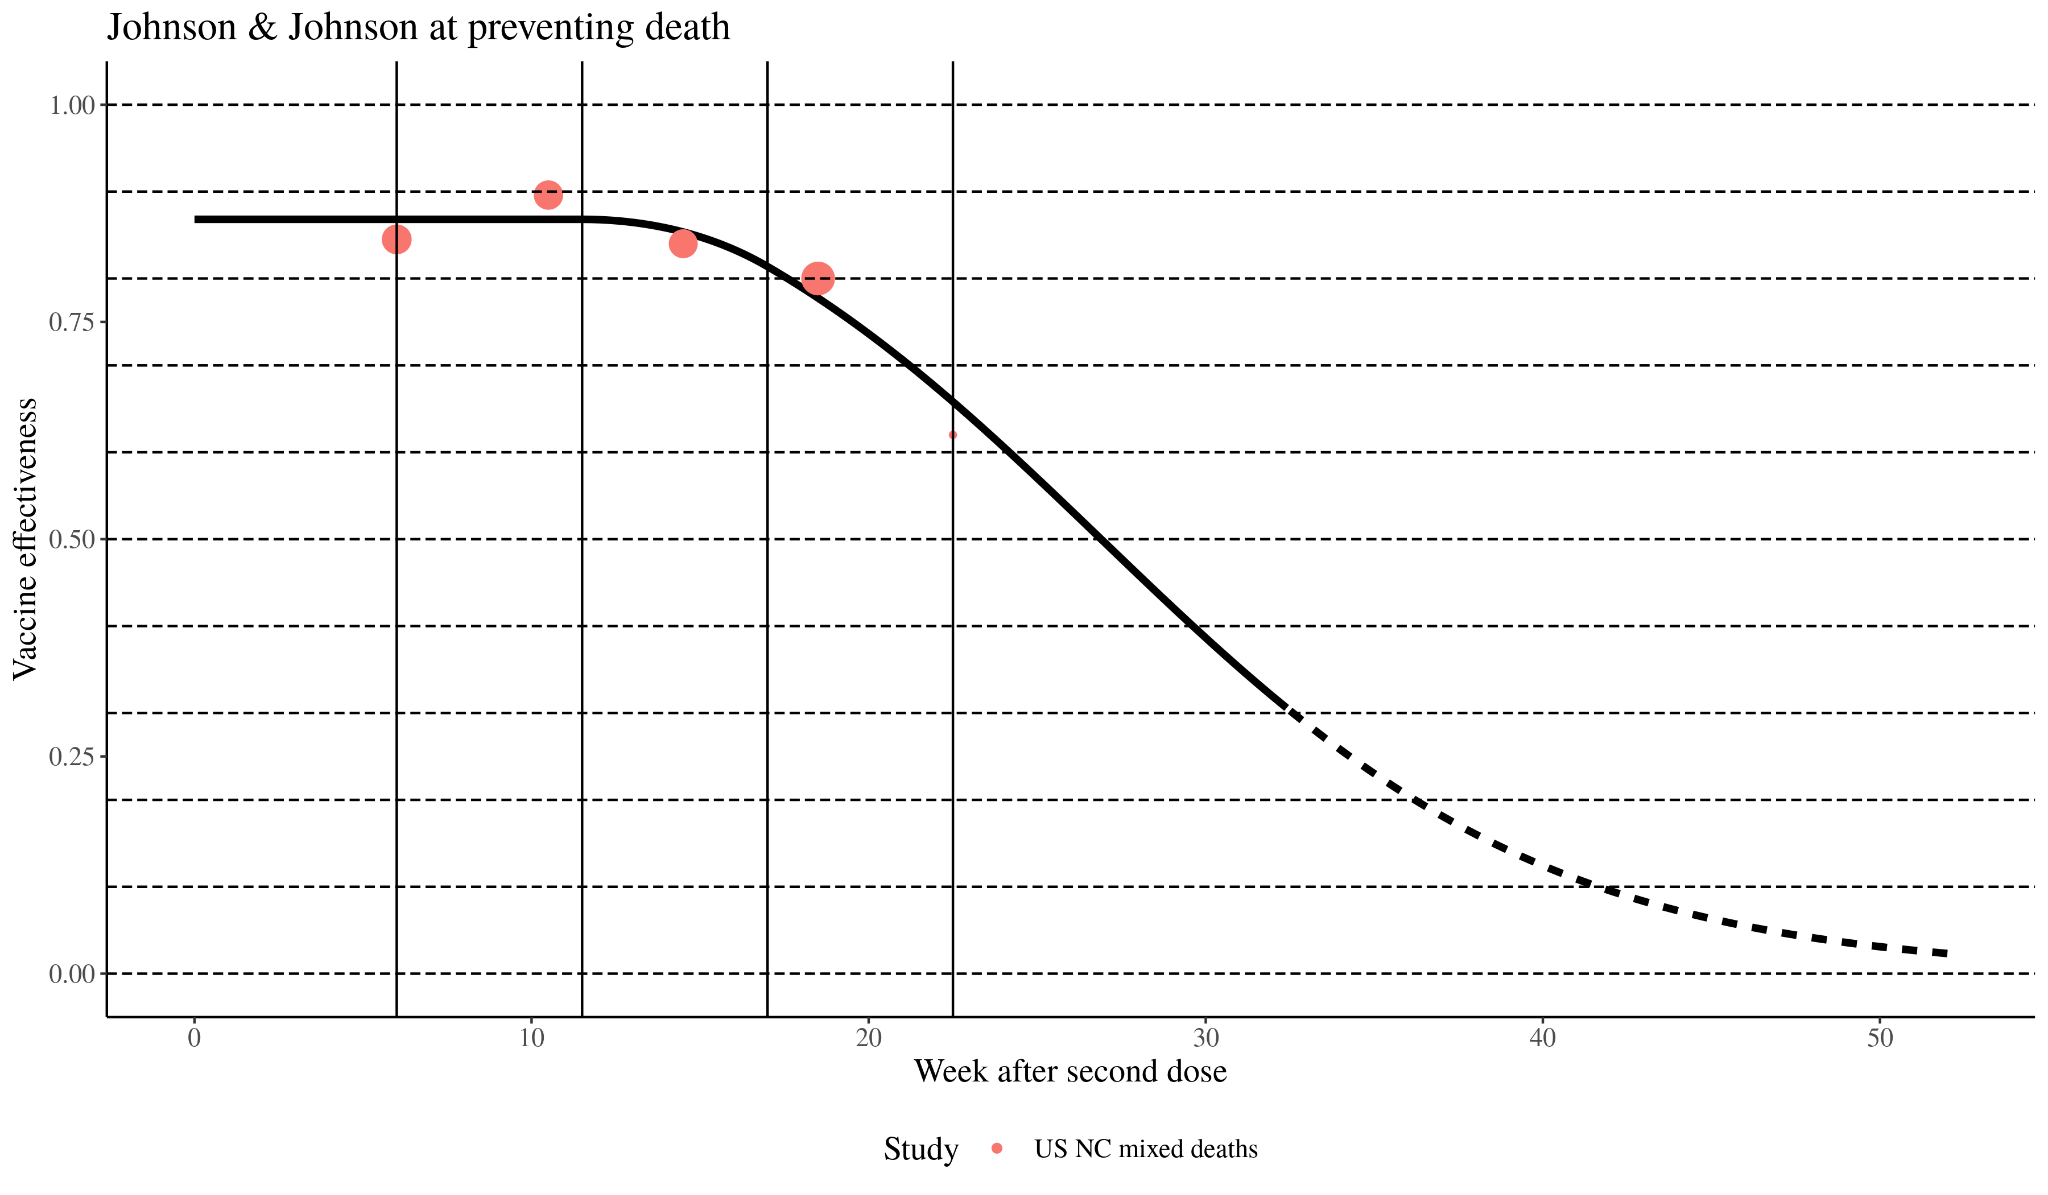 Johnson & Johnson at preventing death
Vaccine effectiveness
1.00
0.75
0.50
0.25
0.00
0 10 20 30 40 50
Week after second dose
Study US NC mixed deaths